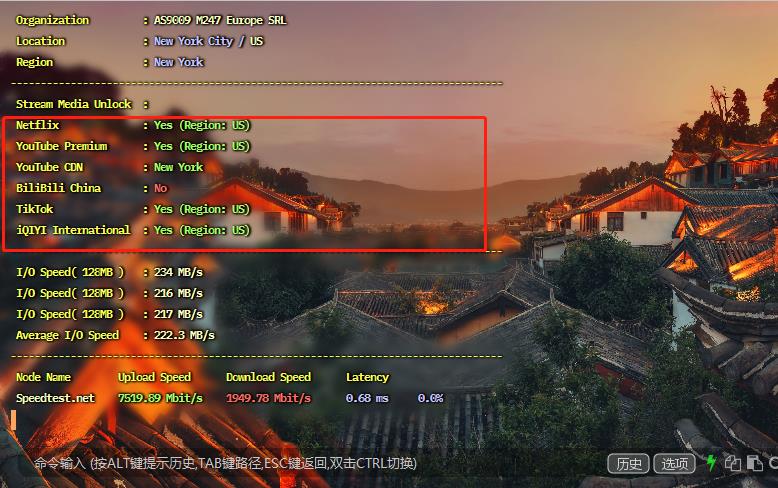 Organization : AS9009 M247 Europe SRL
Location : New York City / US
Region : New York
----------------------------------------------------------------------
Stream Media Unlock :
Netflix : Yes (Region: US)
YouTube Premium : Yes (Region: US)
YouTube CDN : New York
BiliBili China : No
TikTok : Yes (Region: US)
iQIYI International : Yes (Region: US)
----------------------------------------------------------------------
I/O Speed( 128MB ) : 234 MB/s
I/O Speed( 128MB ) : 216 MB/s
I/O Speed( 128MB ) : 217 MB/s
Average I/O Speed : 222.3 MB/s
----------------------------------------------------------------------
Node Name Upload Speed Download Speed Latency
Speedtest.net 7519.89 Mbit/s 1949.78 Mbit/s 0.68 ms 0.0%
命令输入 (按ALT键提示历史,TAB键路径,ESC键返回,双击CTRL切换) 历史 选项